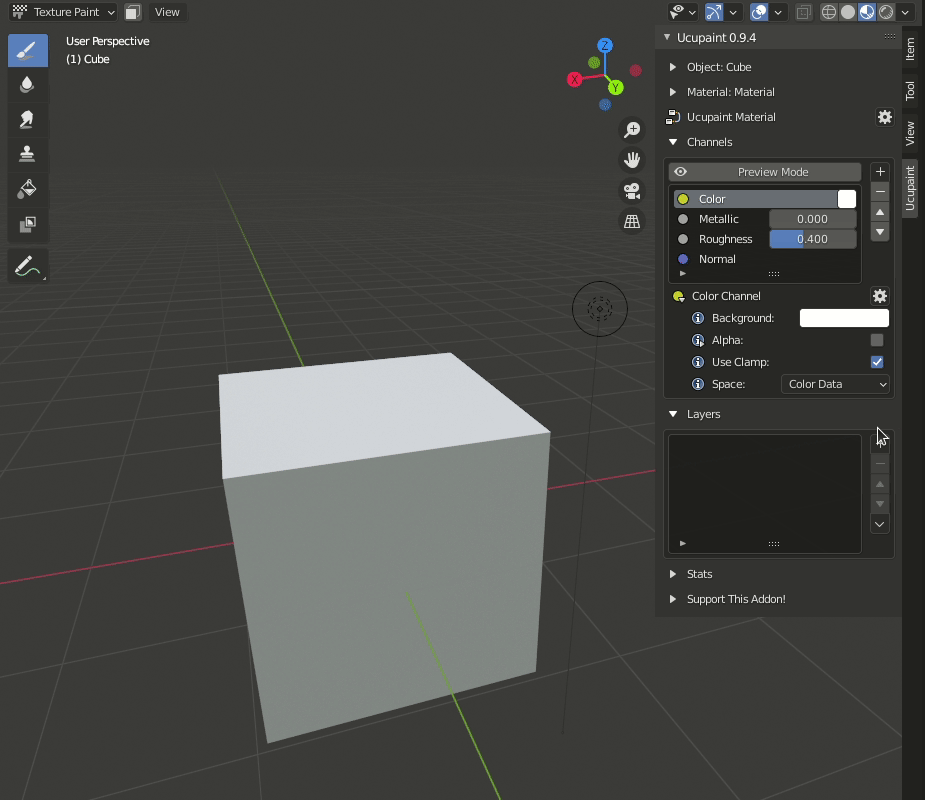 Texture Paint
View
User Perspective
(1) Cube
Z
X
Y
Ucupaint 0.9.4
Object: Cube
Material: Material
Ucupaint Material
Channels
Preview Mode
Color
Metallic 0.000
Roughness 0.400
Normal
Color Channel
Background:
Alpha:
Use Clamp:
Space: Color Data
Layers
Stats
Support This Addon!
Item
Tool
View
Ucupaint